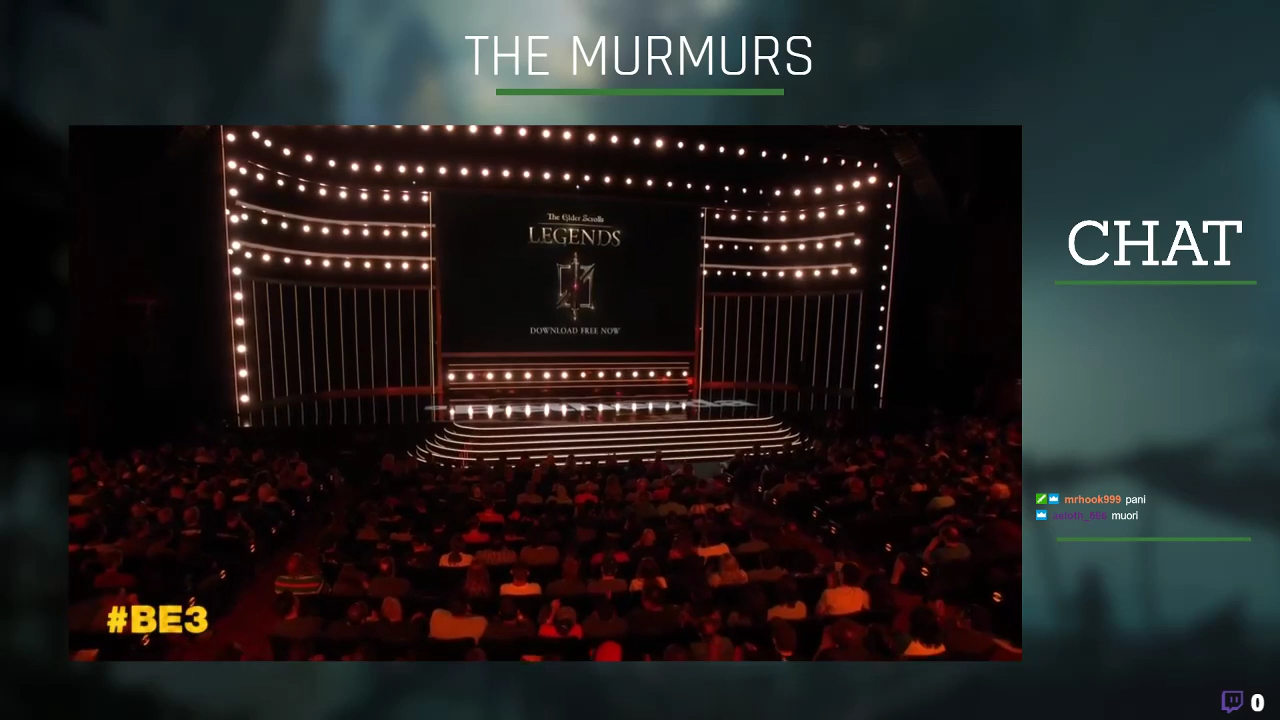 THE MURMURS
The Elder Scrolls
LEGENDS
DOWNLOAD FREE NOW
CHAT
mrhook999 pani
muori
#BE3
0